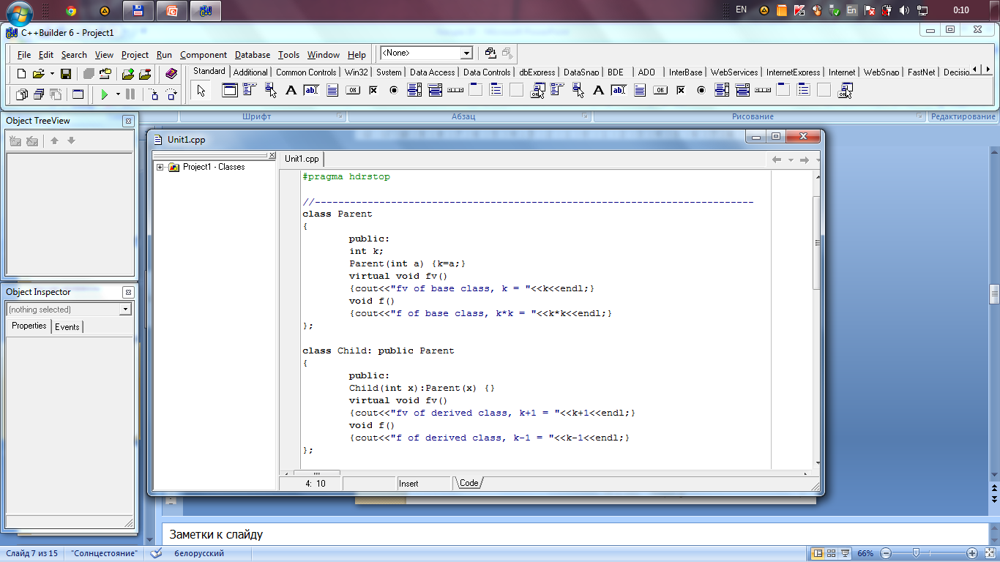 EN
En
0:10
C++Builder 6 - Project1
File Edit Search View Project Run Component Database Tools Window Help
<None>
Standard Additional Common Controls Win32 System Data Access Data Controls dbExpress DataSnap BDE ADO InterBase WebServices InternetExpress Internet WebSnap FastNet Decisio
Шрифт Абзац Рисование Редактирование
Object TreeView
Object Inspector
(nothing selected)
Properties Events
Unit1.cpp
Project1 - Classes
Unit1.cpp
#pragma hdrstop
//---------------------------------------------------------------------------
class Parent
{
public:
int k;
Parent(int a) {k=a;}
virtual void fv()
{cout<<"fv of base class, k = "<<k<<endl;}
void f()
{cout<<"f of base class, k*k = "<<k*k<<endl;}
};
class Child: public Parent
{
public:
Child(int x):Parent(x) {}
virtual void fv()
{cout<<"fv of derived class, k+1 = "<<k+1<<endl;}
void f()
{cout<<"f of derived class, k-1 = "<<k-1<<endl;}
};
4: 10 Insert Code
Заметки к слайду
Слайд 7 из 15 "Солнцестояние" белорусский 66%